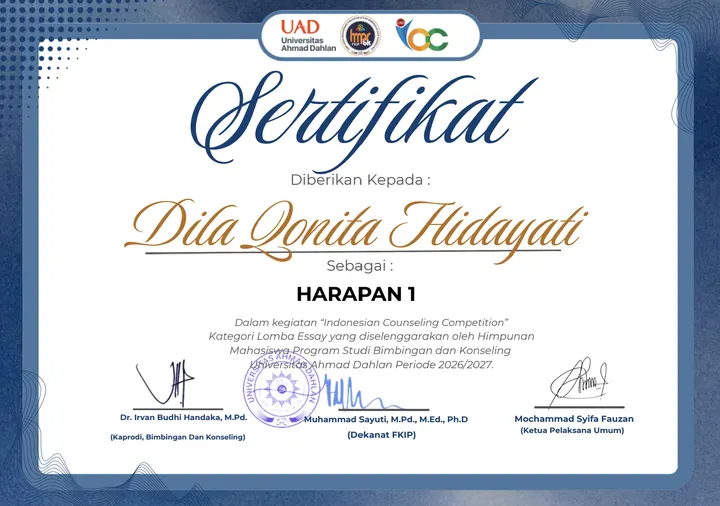 UAD
Universitas
Ahmad Dahlan
Sertifikat
Diberikan Kepada :
Dila Qonita Hidayati
Sebagai :
HARAPAN 1
Dalam kegiatan “Indonesian Counseling Competition”
Kategori Lomba Essay yang diselenggarakan oleh Himpunan
Mahasiswa Program Studi Bimbingan dan Konseling
Universitas Ahmad Dahlan Periode 2026/2027.
UNIVERSITAS AHMAD DAHLAN
Dr. Irvan Budhi Handaka, M.Pd.
(Kaprodi, Bimbingan Dan Konseling)
Muhammad Sayuti, M.Pd., M.Ed., Ph.D
(Dekanat FKIP)
Mochammad Syifa Fauzan
(Ketua Pelaksana Umum)